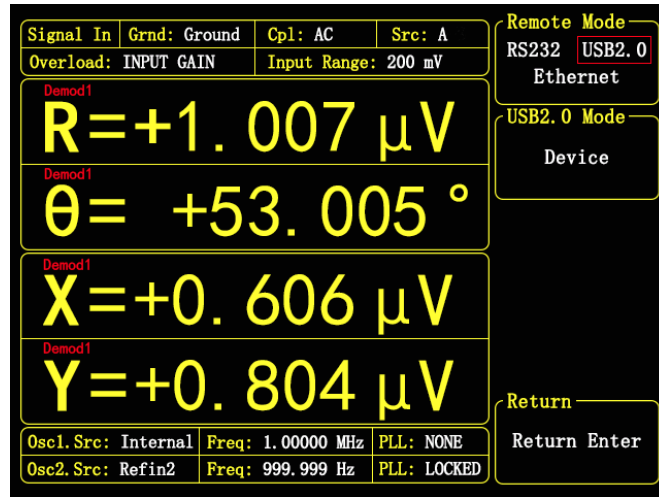 Signal In Grnd: Ground Cpl: AC Src: A
Overload: INPUT GAIN Input Range: 200 mV
Demod1
R=+1.007 μV
Demod1
θ= +53.005 °
Demod1
X=+0.606 μV
Demod1
Y=+0.804 μV
Osc1.Src: Internal Freq: 1.00000 MHz PLL: NONE
Osc2.Src: Refin2 Freq: 999.999 Hz PLL: LOCKED
Remote Mode
RS232 USB2.0
Ethernet
USB2.0 Mode
Device
Return
Return Enter